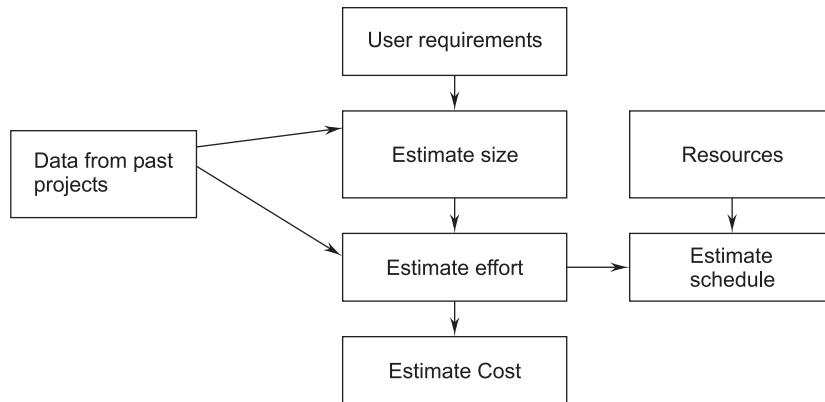 User requirements
Data from past
projects
Estimate size
Resources
Estimate effort
Estimate
schedule
Estimate Cost